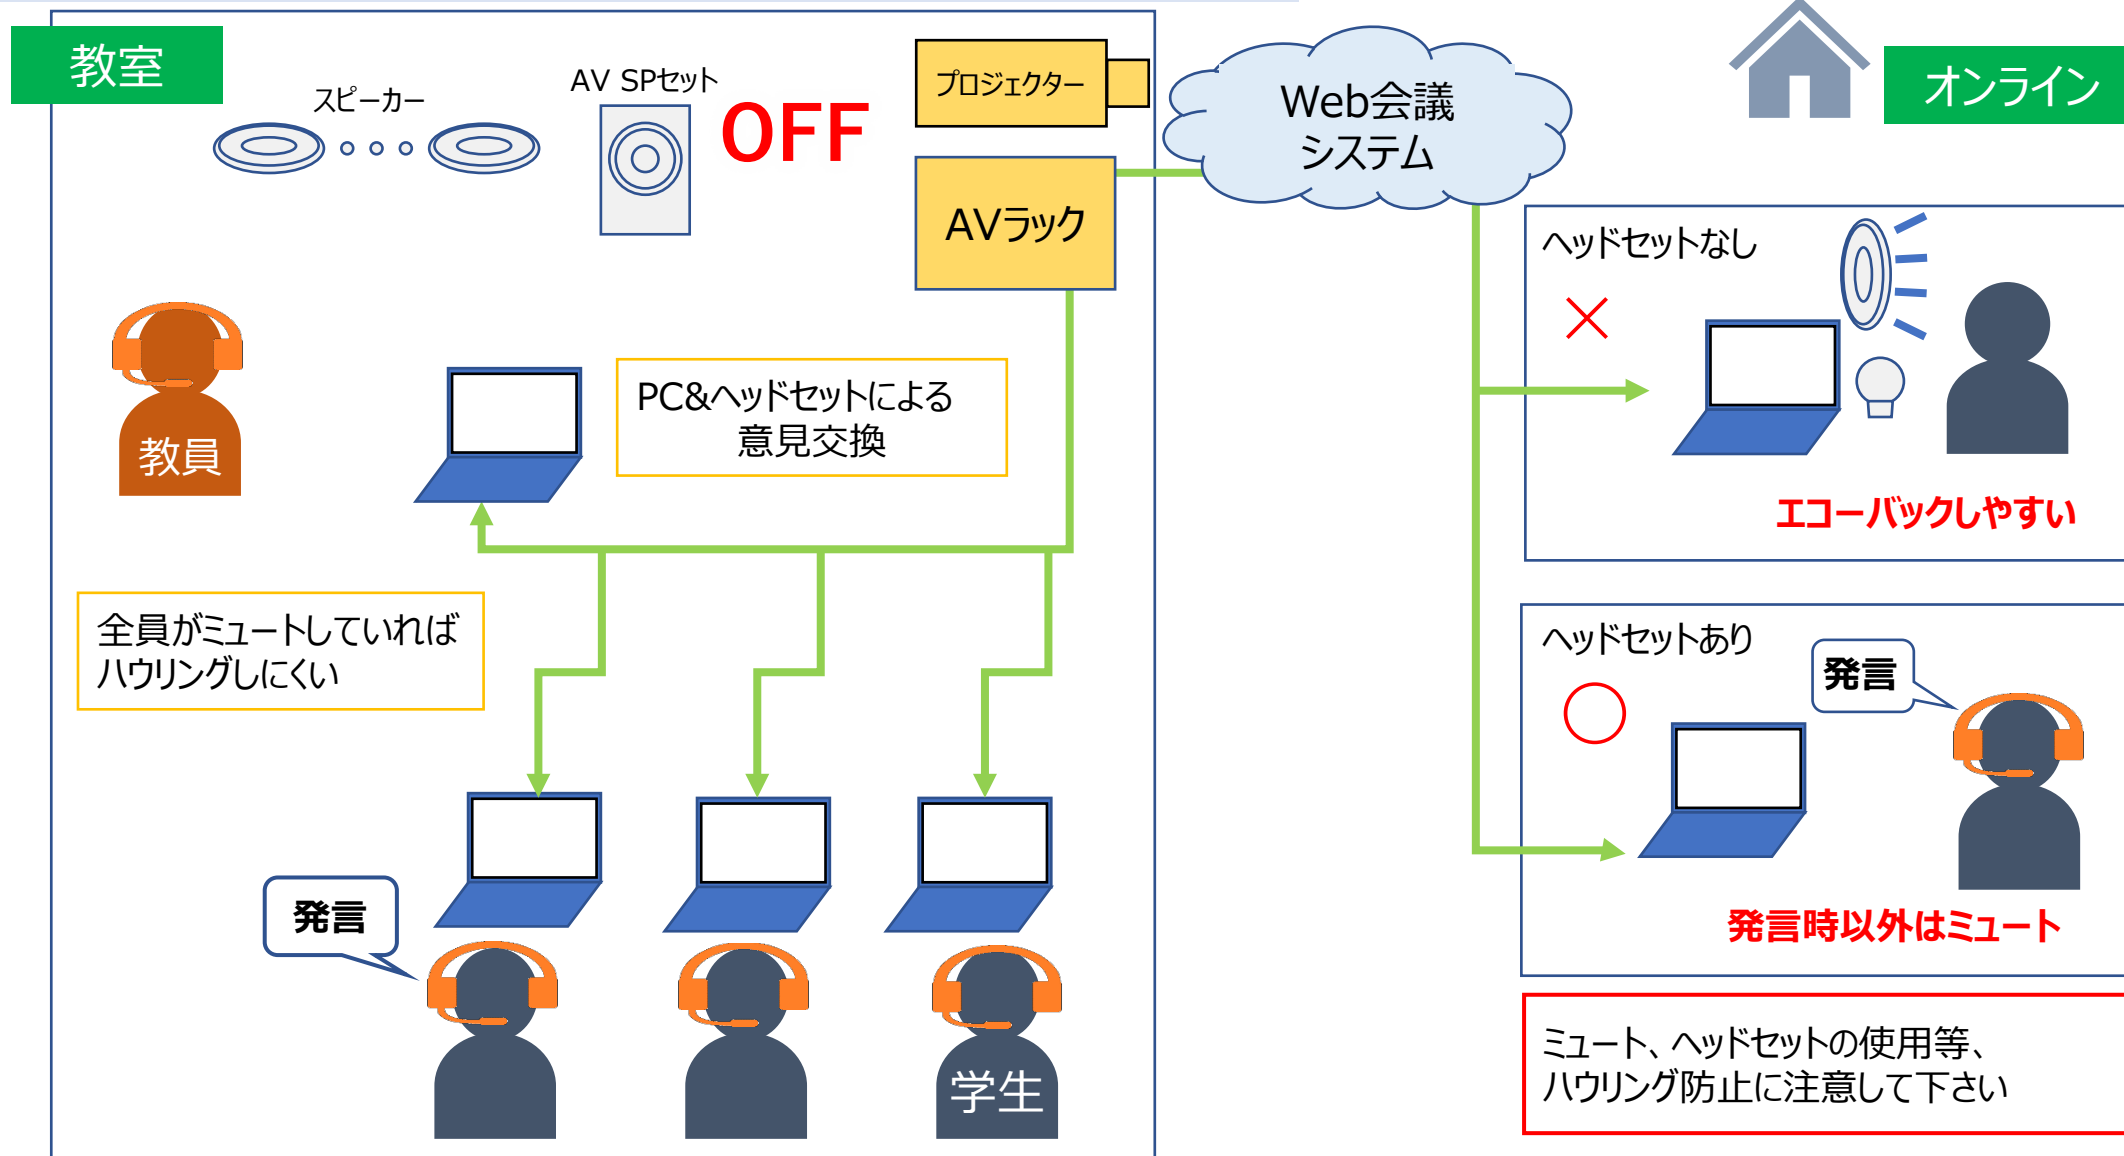 教室
スピーカー
AV SPセット
OFF
プロジェクター
AVラック
Web会議
システム
オンライン
教員
PC&ヘッドセットによる
意見交換
全員がミュートしていれば
ハウリングしにくい
発言
学生
ヘッドセットなし
エコーバックしやすい
ヘッドセットあり
発言
発言時以外はミュート
ミュート、ヘッドセットの使用等、
ハウリング防止に注意して下さい